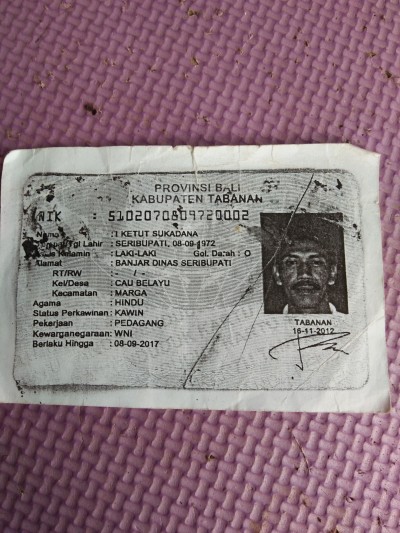 PROVINSI BALI
KABUPATEN TABANAN
NIK : 5102070809720002
Nama : I KETUT SUKADANA
Tgl Lahir : SERIBUPATI, 08-09-1972
Kelamin : LAKI-LAKI Gol. Darah : O
Alamat : BANJAR DINAS SERIBUPATI
RT/RW : - / -
Kel/Desa : CAU BELAYU
Kecamatan : MARGA
Agama : HINDU
Status Perkawinan : KAWIN
Pekerjaan : PEDAGANG
Kewarganegaraan : WNI
Berlaku Hingga : 08-09-2017
TABANAN
16-11-2012